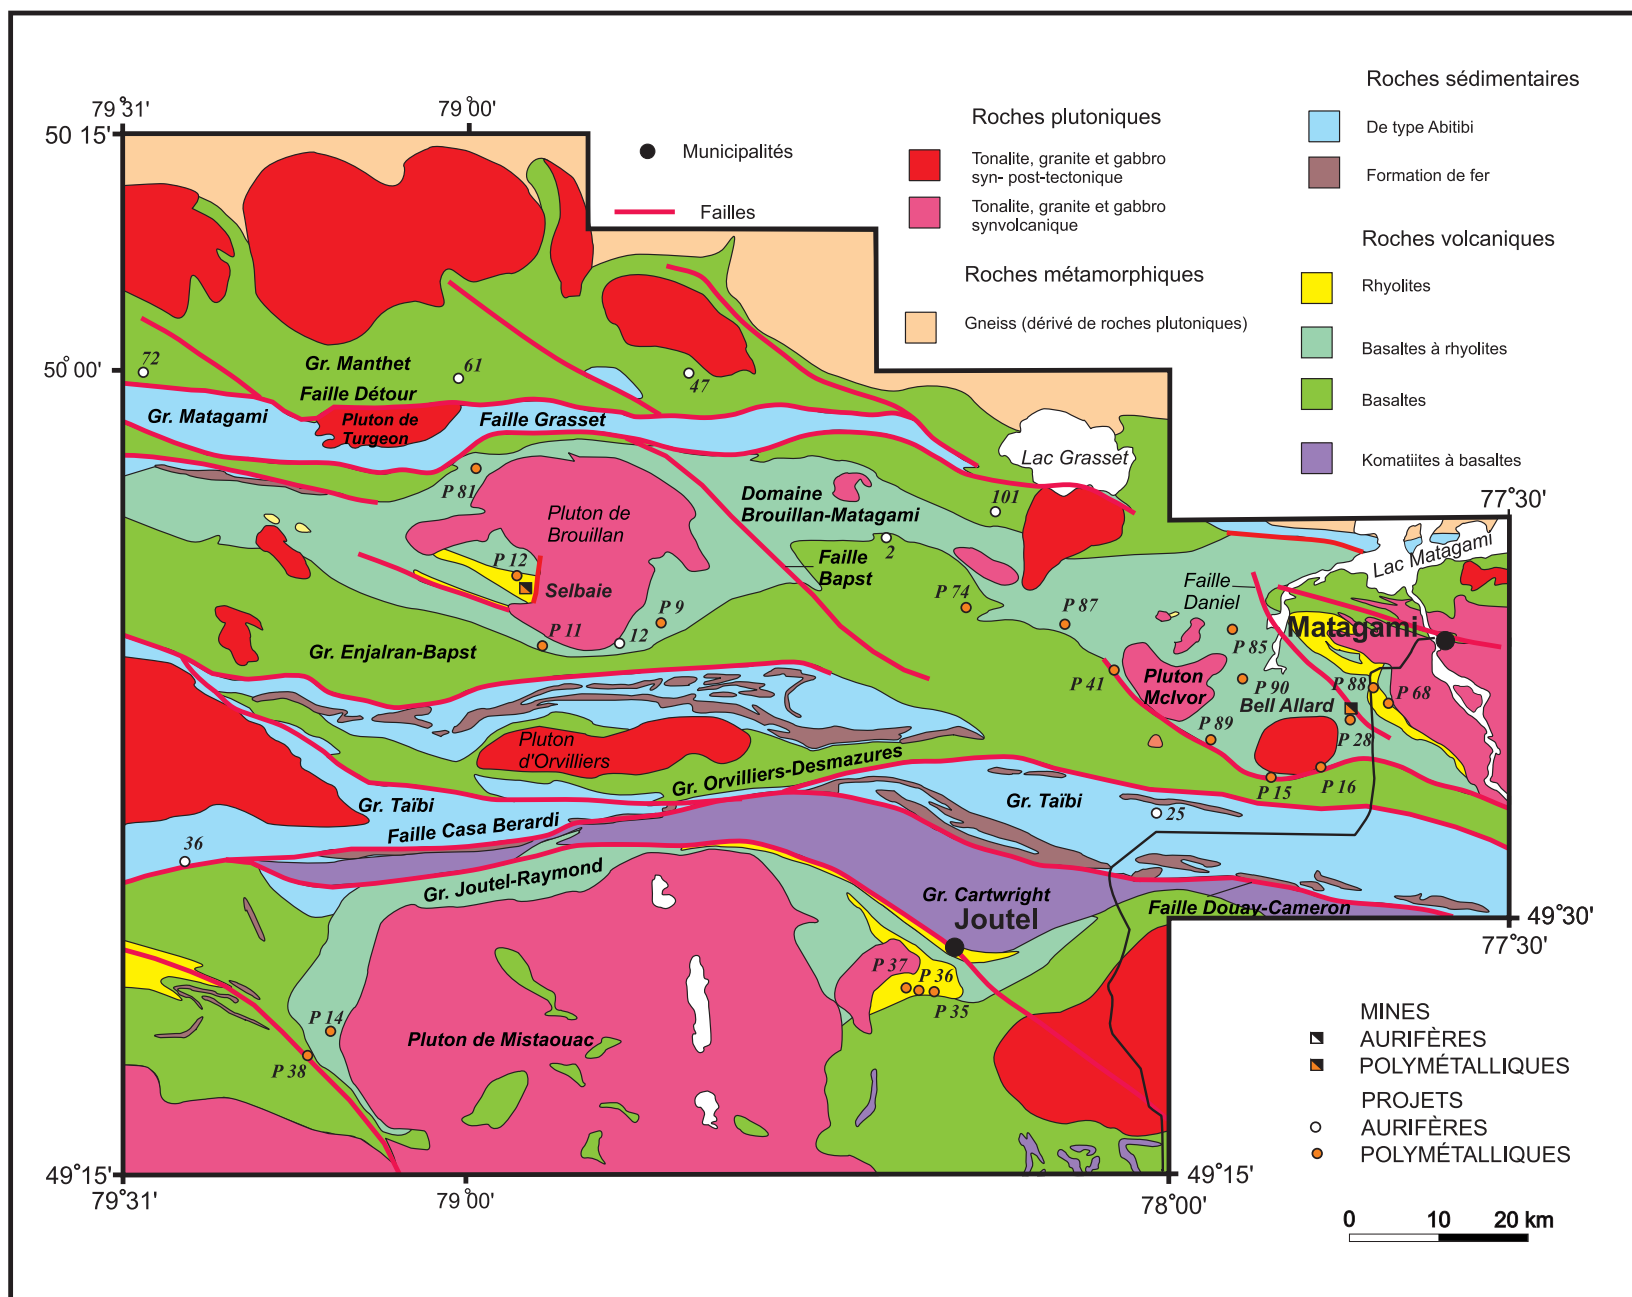 79°31'
79°00'
50°15'
Municipalités
Failles
Roches plutoniques
Tonalite, granite et gabbro
syn- post-tectonique
Tonalite, granite et gabbro
synvolcanique
Roches métamorphiques
Gneiss (dérivé de roches plutoniques)
Roches sédimentaires
De type Abitibi
Formation de fer
Roches volcaniques
Rhyolites
Basaltes à rhyolites
Basaltes
Komatiites à basaltes
50°00'
72
Gr. Manthet
61
47
Faille Détour
Gr. Matagami
Pluton de
Turgeon
Faille Grasset
Lac Grasset
P 81
Domaine
Brouillan-Matagami
101
77°30'
Pluton de
Brouillan
2
Lac Matagami
P 12
Faille
Bapst
Selbaie
Faille
Daniel
P 74
P 9
P 87
P 11
12
Matagami
P 85
Gr. Enjalran-Bapst
P 41
Pluton
McIvor
P 90
P 88
P 68
Bell Allard
P 89
P 28
Pluton
d'Orvilliers
Gr. Orvilliers-Desmazures
P 15
P 16
Gr. Taïbi
Gr. Taïbi
25
Faille Casa Berardi
36
Gr. Joutel-Raymond
Gr. Cartwright
Faille Douay-Cameron
Joutel
49°30'
77°30'
P 37
P 36
P 35
P 14
Pluton de Mistaouac
P 38
MINES
AURIFÈRES
POLYMÉTALLIQUES
PROJETS
AURIFÈRES
POLYMÉTALLIQUES
49°15'
49°15'
79°31'
79°00'
78°00'
0 10 20 km